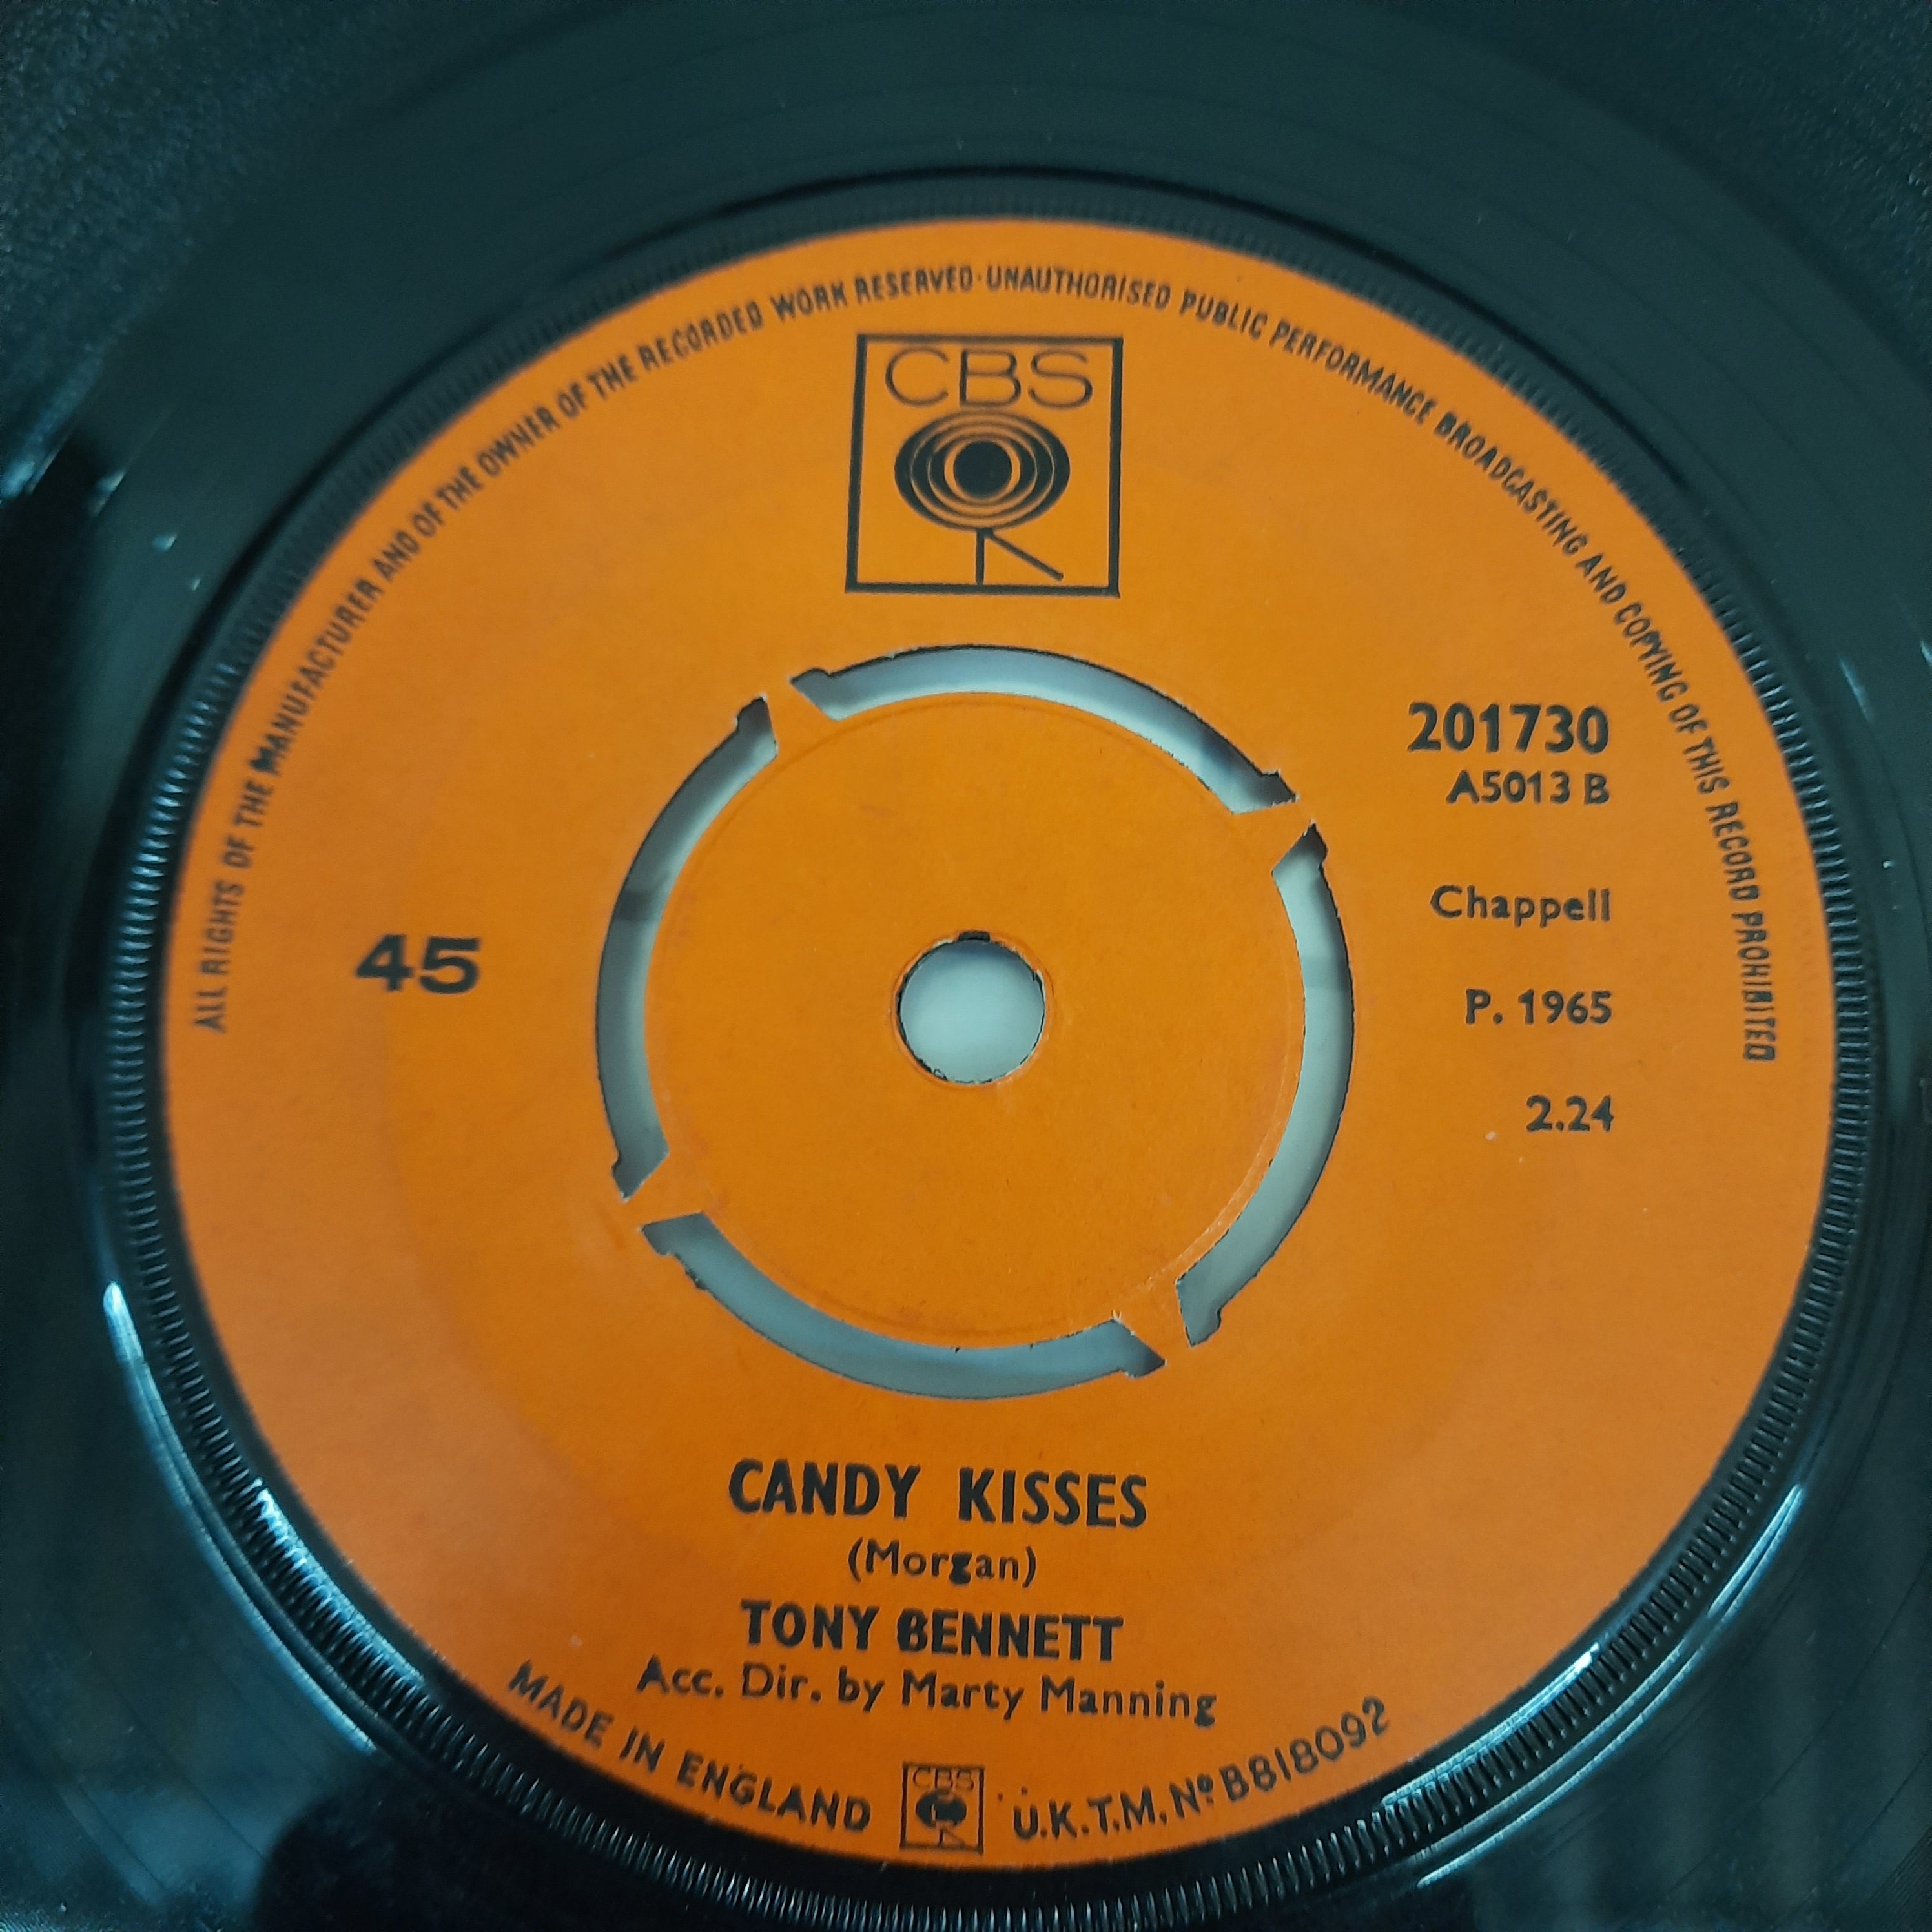 ALL RIGHTS OF THE MANUFACTURER AND OF THE OWNER OF THE RECORDED WORK RESERVED · UNAUTHORISED PUBLIC PERFORMANCE BROADCASTING AND COPYING OF THIS RECORD PROHIBITED
CBS
201730
A5013 B
Chappell
45
P. 1965
2.24
CANDY KISSES
(Morgan)
TONY BENNETT
Acc. Dir. by Marty Manning
MADE IN ENGLAND CBS U.K.T.M. Nº B818092